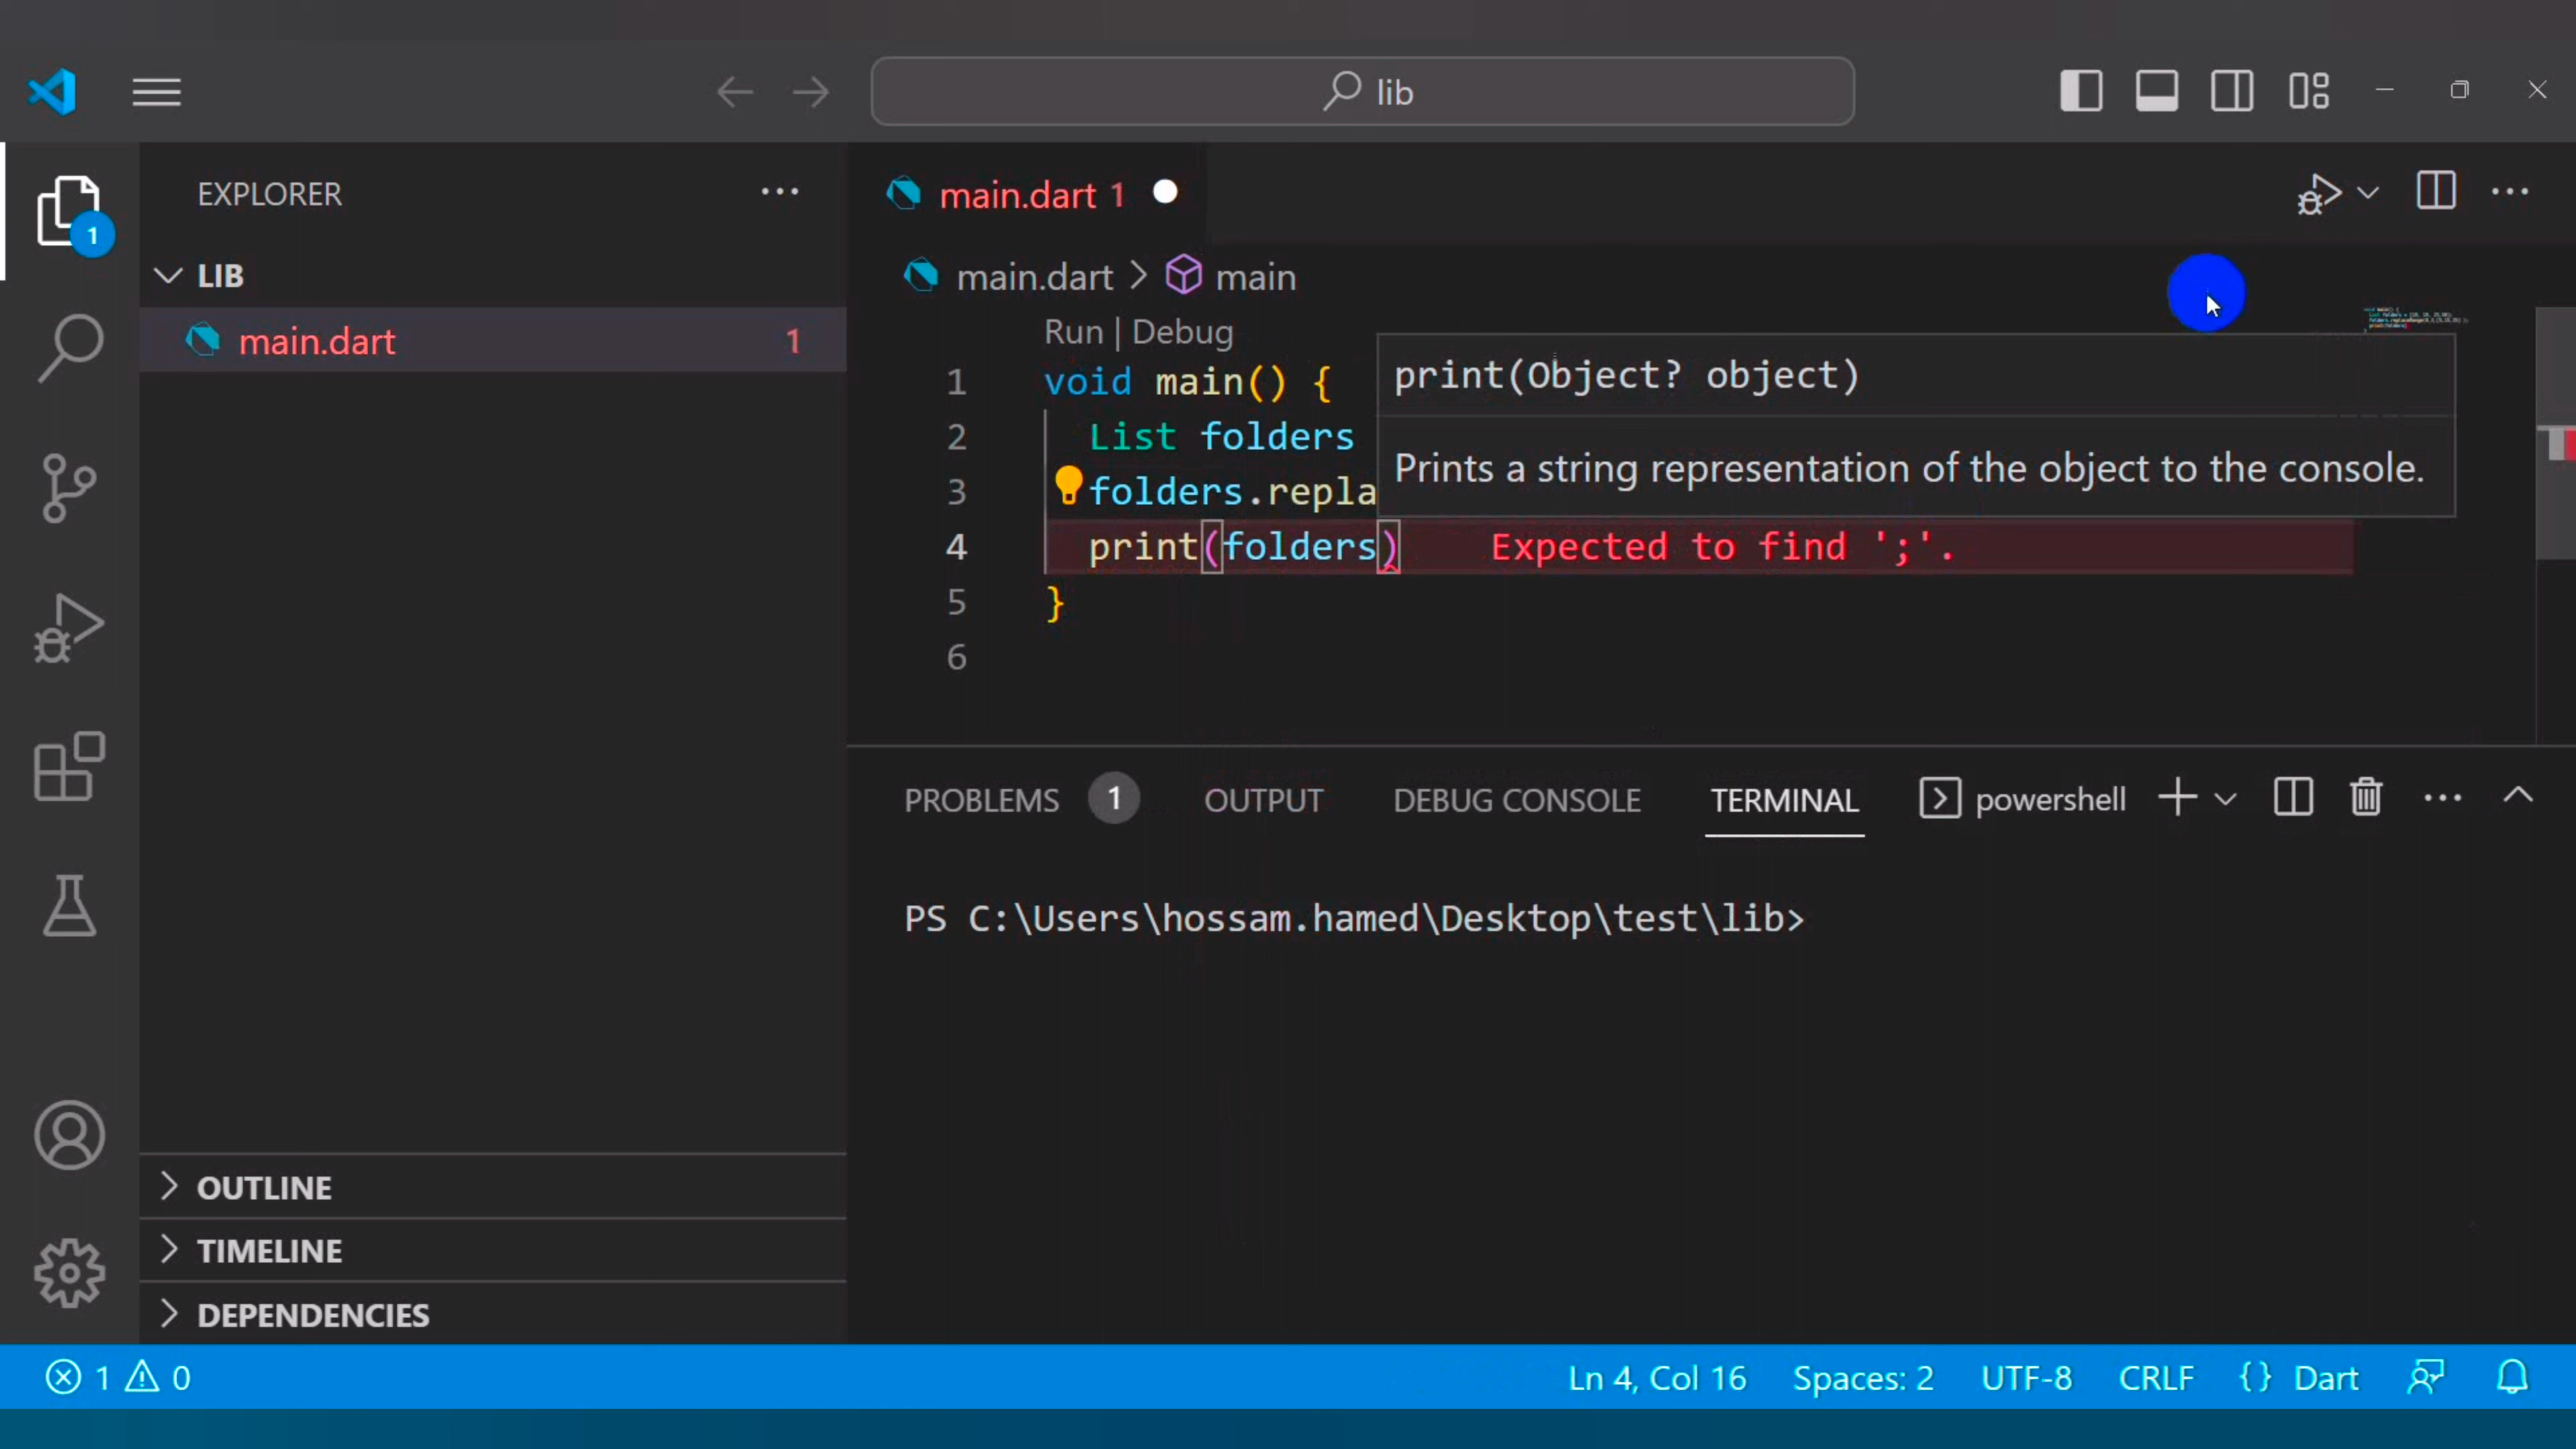 lib
EXPLORER
1
LIB
main.dart 1
main.dart 1
main.dart > main
Run | Debug
1 void main() {
2 List folders
3 folders.repla
4 print(folders) Expected to find ';'.
5 }
6
print(Object? object)
Prints a string representation of the object to the console.
PROBLEMS 1 OUTPUT DEBUG CONSOLE TERMINAL powershell
PS C:\Users\hossam.hamed\Desktop\test\lib>
OUTLINE
TIMELINE
DEPENDENCIES
1 0 Ln 4, Col 16 Spaces: 2 UTF-8 CRLF {} Dart